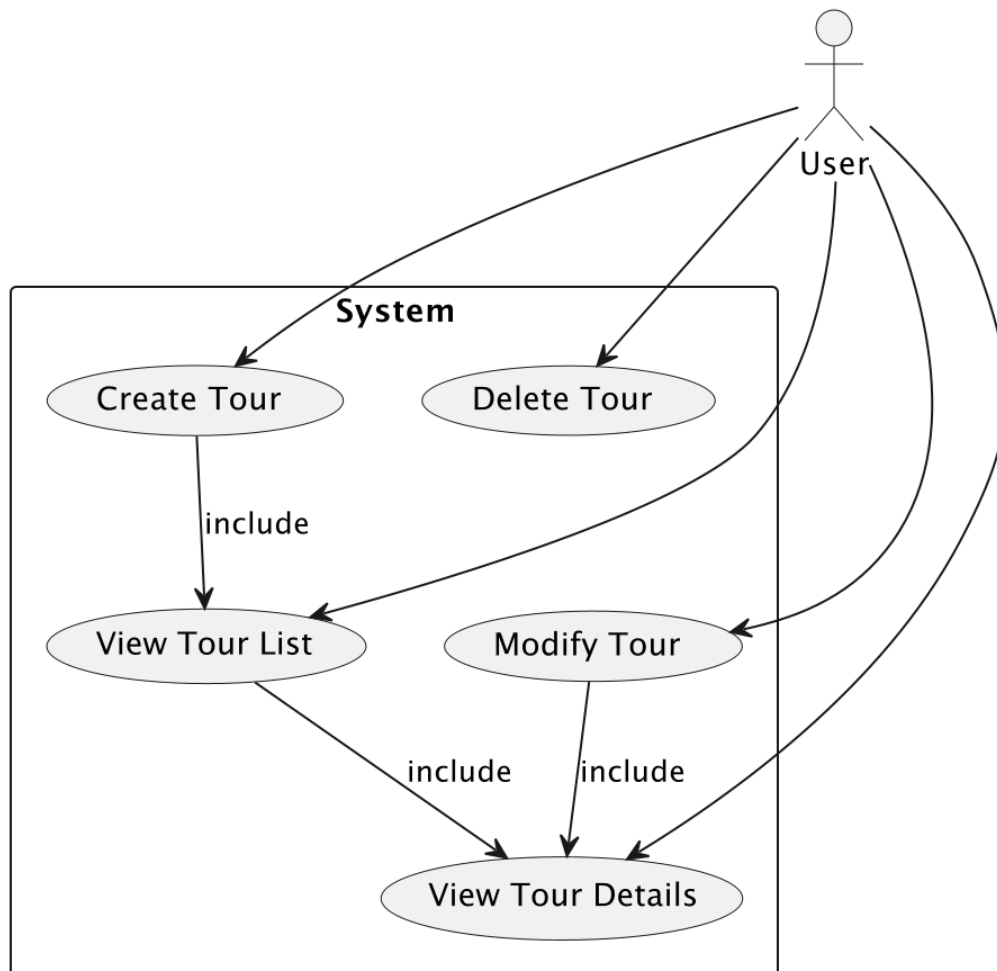 User
System
Create Tour
Delete Tour
include
View Tour List
Modify Tour
include
include
View Tour Details